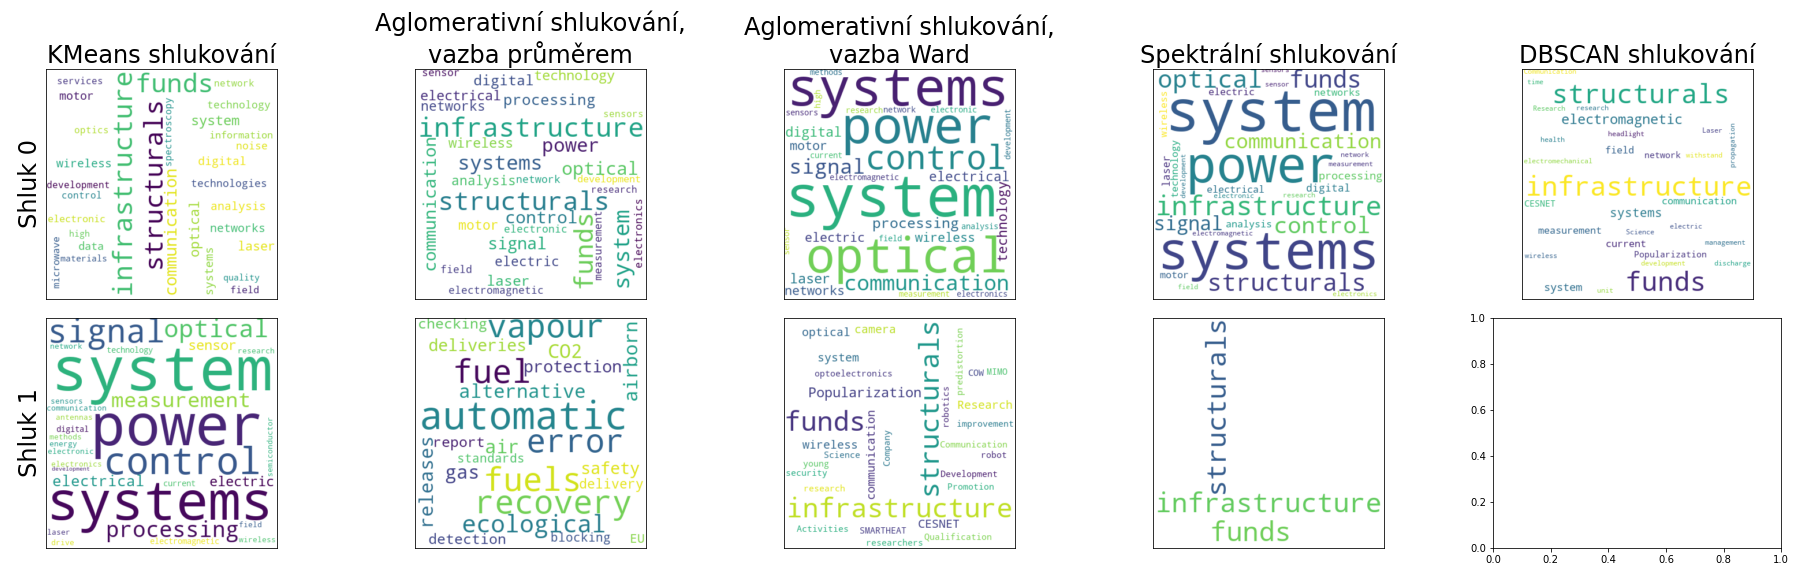 KMeans shlukování
Aglomerativní shlukování,
vazba průměrem
Aglomerativní shlukování,
vazba Ward
Spektrální shlukování
DBSCAN shlukování
Shluk 0
services
funds
network
motor
infrastructure
structurals
spectroscopy
technology
system
optics
information
noise
wireless
digital
development
technologies
control
communication
optical
analysis
electronic
networks
high
data
laser
materials
microwave
systems
quality
field
sensor
digital
technology
electrical
networks
processing
sensors
infrastructure
wireless
power
communication
systems
optical
analysis
network
development
research
structurals
control
motor
electronic
funds
measurement
system
electronics
signal
electric
field
laser
electromagnetic
methods
systems
high
sensors
research
network
electronic
power
development
digital
motor
control
current
signal
electromagnetic
electrical
system
technology
processing
analysis
electric
field
wireless
sensor
optical
laser
communication
networks
measurement
electronics
optical
sensors
funds
electric
sensor
networks
system
wireless
communication
network
laser
technology
power
measurement
processing
development
electrical
digital
electronic
research
infrastructure
signal
analysis
control
electromagnetic
systems
motor
structurals
field
electronics
communication
time
structurals
Research
research
electromagnetic
headlight
Laser
health
field
network
withstand
propagation
electromechanical
infrastructure
CESNET
communication
systems
measurement
Science
electric
current
management
wireless
Popularization
development
discharge
funds
system
unit
Shluk 1
signal
optical
network
technology
sensor
research
system
sensors
measurement
communication
antennas
power
digital
methods
energy
electronic
control
semiconductor
electronics
development
electrical
current
electric
systems
processing
field
laser
drive
electromagnetic
wireless
checking
vapour
deliveries
CO2
airborn
fuel
protection
alternative
automatic
report
air
error
standards
releases
gas
fuels
safety
delivery
recovery
ecological
detection
blocking
EU
optical
camera
structurals
predistortion
system
optoelectronics
COW
MIMO
Popularization
robotics
Research
funds
communication
improvement
wireless
Science
Company
Communication
young
robot
security
Development
research
Promotion
infrastructure
Activities
SMARTHEAT
CESNET
Qualification
researchers
structurals
infrastructure
funds
1.0
0.8
0.6
0.4
0.2
0.0
0.0 0.2 0.4 0.6 0.8 1.0